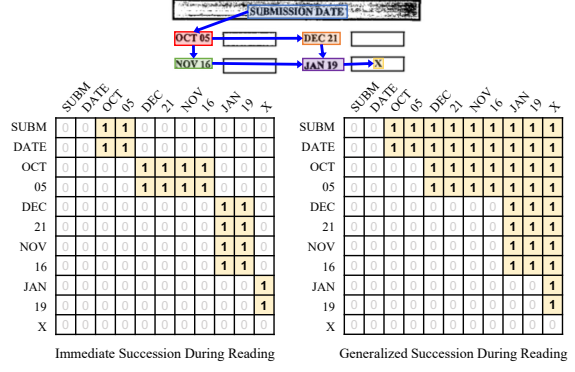 SUBMISSION DATE
OCT 05 DEC 21
NOV 16 JAN 19 X
SUBM DATE OCT 05 DEC 21 NOV 16 JAN 19 X
SUBM 0 0 1 1 0 0 0 0 0 0 0
DATE 0 0 1 1 0 0 0 0 0 0 0
OCT 0 0 0 0 1 1 1 1 0 0 0
05 0 0 0 0 1 1 1 1 0 0 0
DEC 0 0 0 0 0 0 0 0 1 1 0
21 0 0 0 0 0 0 0 0 1 1 0
NOV 0 0 0 0 0 0 0 0 1 1 0
16 0 0 0 0 0 0 0 0 1 1 0
JAN 0 0 0 0 0 0 0 0 0 0 1
19 0 0 0 0 0 0 0 0 0 0 1
X 0 0 0 0 0 0 0 0 0 0 0
Immediate Succession During Reading
SUBM DATE OCT 05 DEC 21 NOV 16 JAN 19 X
SUBM 0 0 1 1 1 1 1 1 1 1 1
DATE 0 0 1 1 1 1 1 1 1 1 1
OCT 0 0 0 0 1 1 1 1 1 1 1
05 0 0 0 0 1 1 1 1 1 1 1
DEC 0 0 0 0 0 0 0 0 1 1 1
21 0 0 0 0 0 0 0 0 1 1 1
NOV 0 0 0 0 0 0 0 0 1 1 1
16 0 0 0 0 0 0 0 0 1 1 1
JAN 0 0 0 0 0 0 0 0 0 0 1
19 0 0 0 0 0 0 0 0 0 0 1
X 0 0 0 0 0 0 0 0 0 0 0
Generalized Succession During Reading